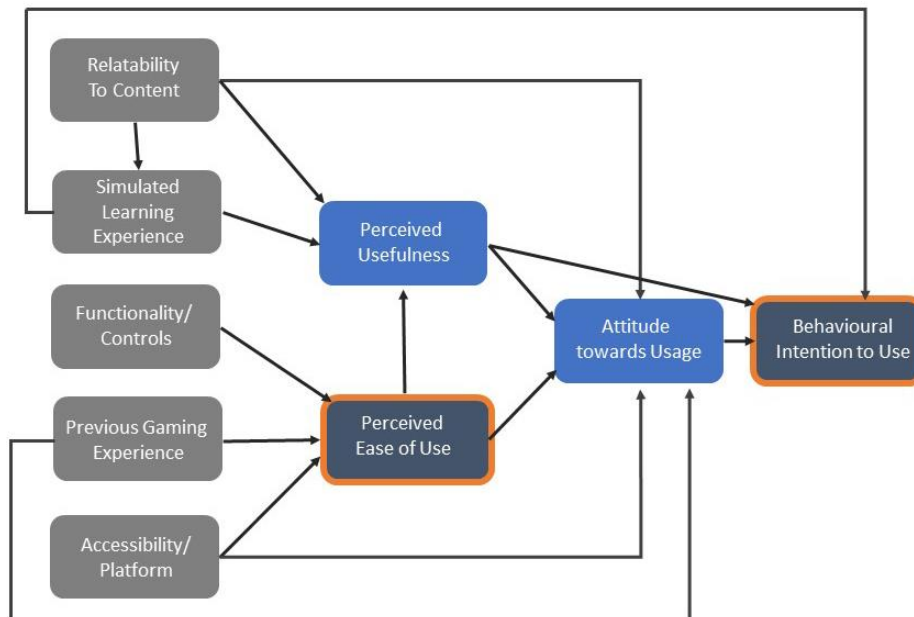 Relatability
To Content
Simulated
Learning
Experience
Functionality/
Controls
Previous Gaming
Experience
Accessibility/
Platform
Perceived
Usefulness
Perceived
Ease of Use
Attitude
towards Usage
Behavioural
Intention to Use